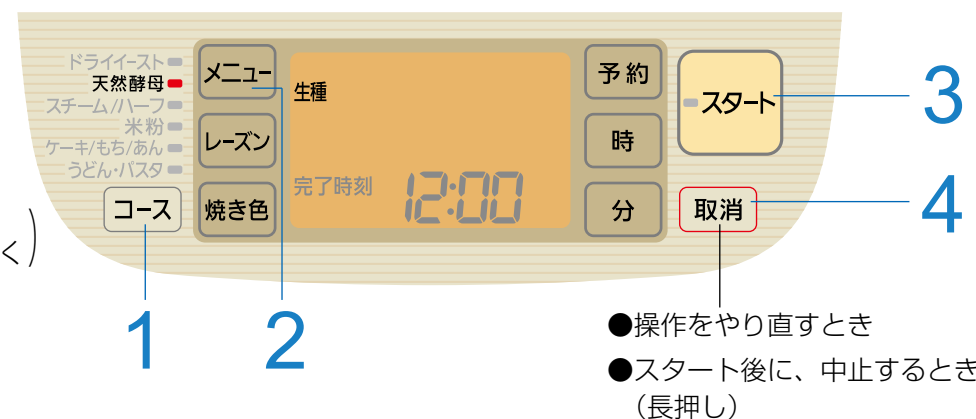 ドライイースト
天然酵母
スチーム/ハーフ
米粉
ケーキ/もち/あん
うどん・パスタ
コース
メニュー
レーズン
焼き色
生種
完了時刻 12:00
予約
時
分
スタート
取消
1
2
3
4
く)
●操作をやり直すとき
●スタート後に、中止するとき
(長押し)